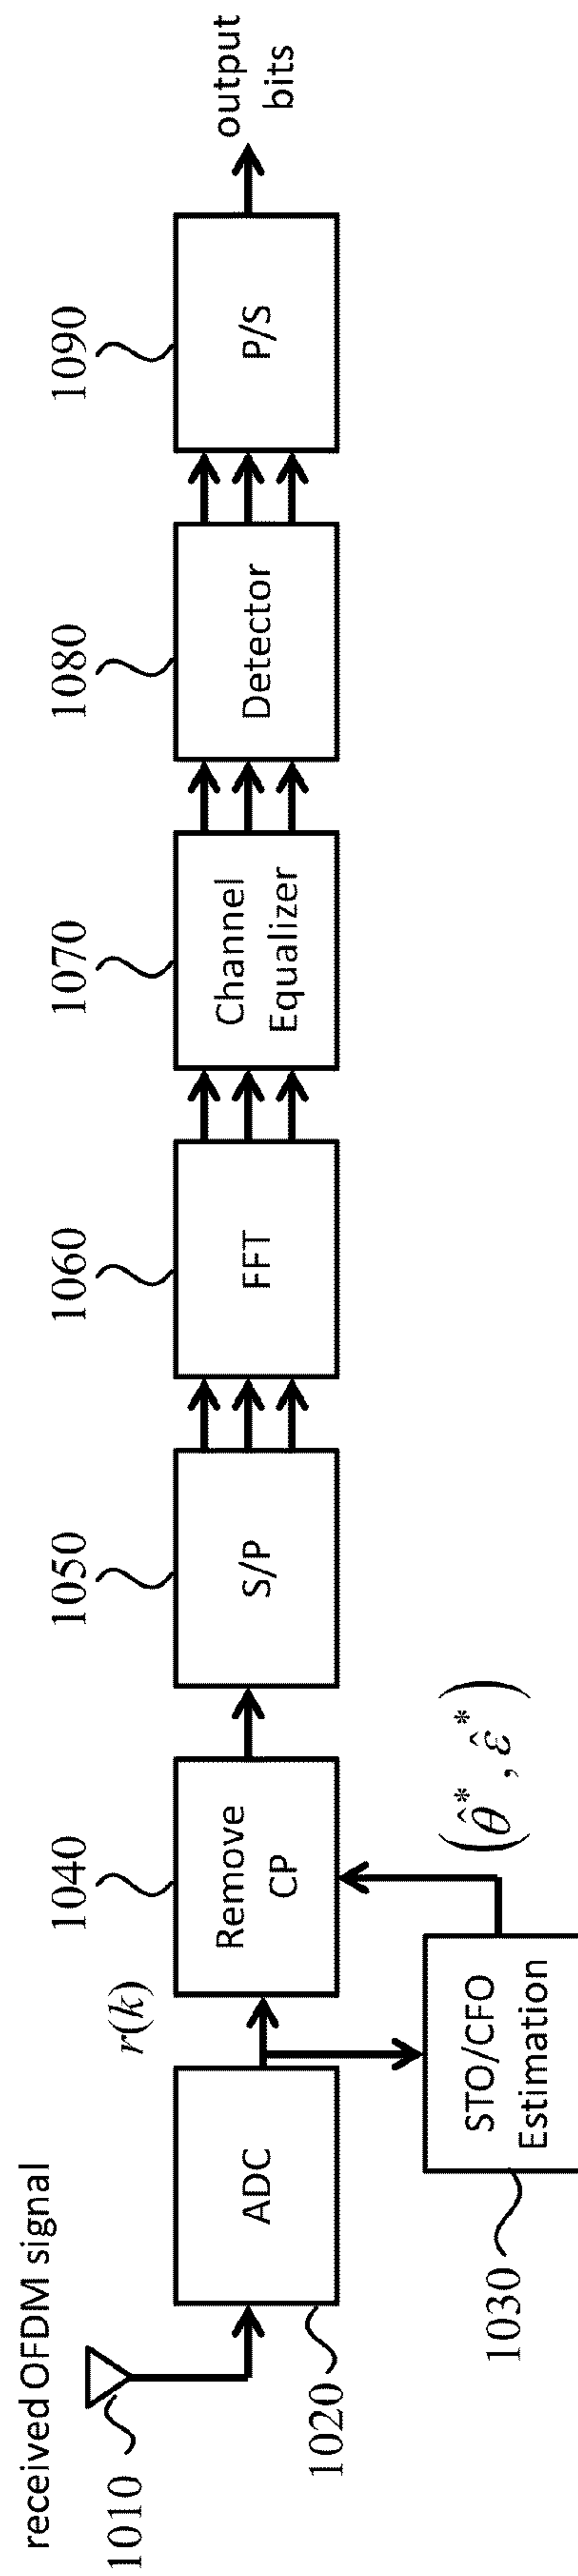 received OFDM signal
1010
1020
ADC
r(k)
1030
STO/CFO
Estimation
(θ̂*, ε̂*)
1040
Remove
CP
1050
S/P
1060
FFT
1070
Channel
Equalizer
1080
Detector
1090
P/S
output
bits